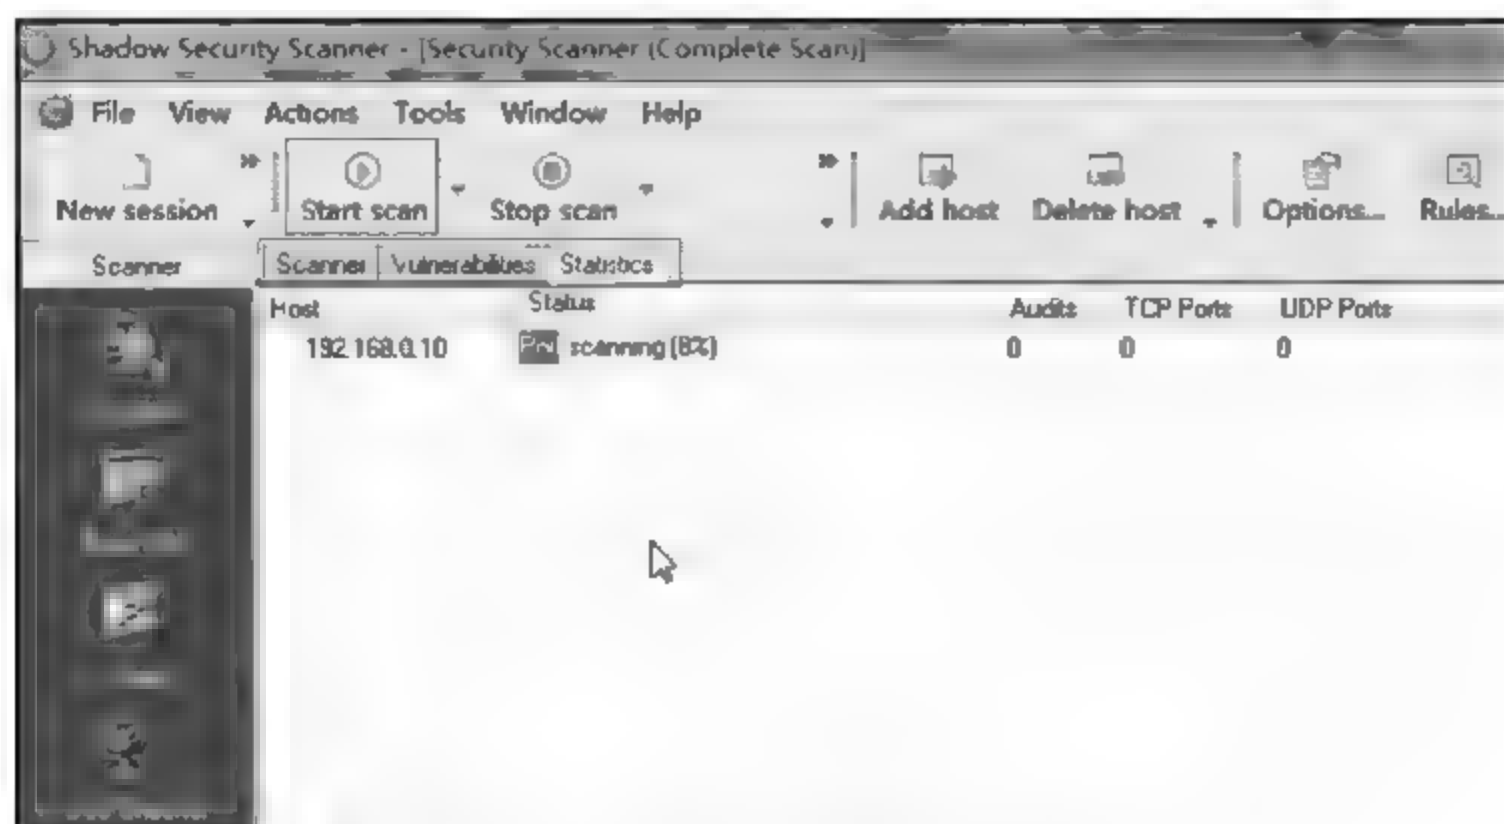 Shadow Security Scanner - [Security Scanner (Complete Scan)]
File View Actions Tools Window Help
New session Start scan Stop scan Add host Delete host Options... Rules...
Scanner Scanner Vulnerabilities Statistics
Host Status Audits TCP Ports UDP Ports
192.168.0.10 scanning (8%) 0 0 0